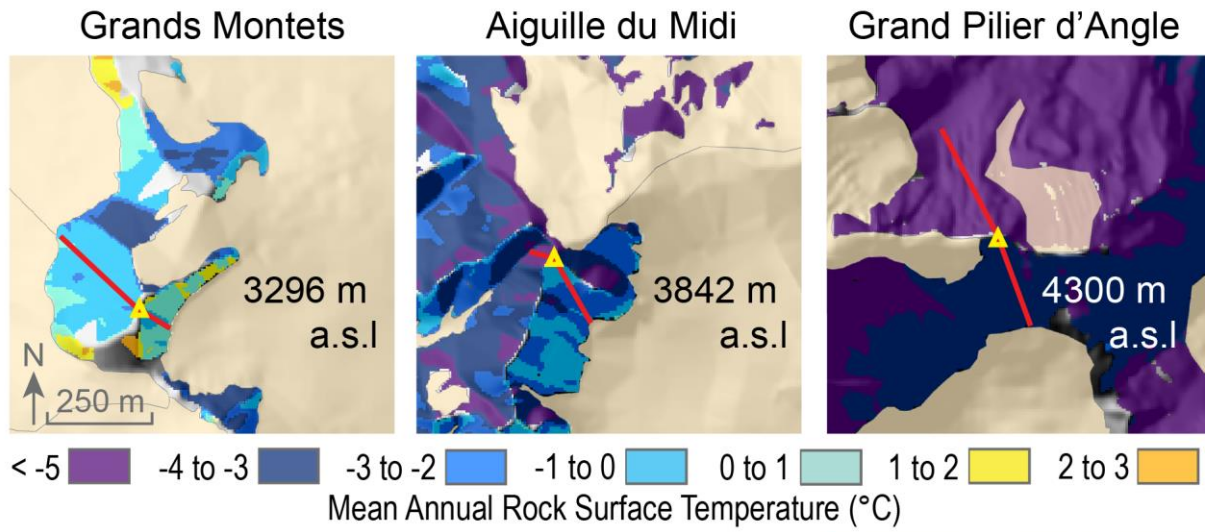 Grands Montets
Aiguille du Midi
Grand Pilier d'Angle
3296 m
a.s.l
3842 m
a.s.l
4300 m
a.s.l
N
250 m
< -5
-4 to -3
-3 to -2
-1 to 0
0 to 1
1 to 2
2 to 3
Mean Annual Rock Surface Temperature (°C)